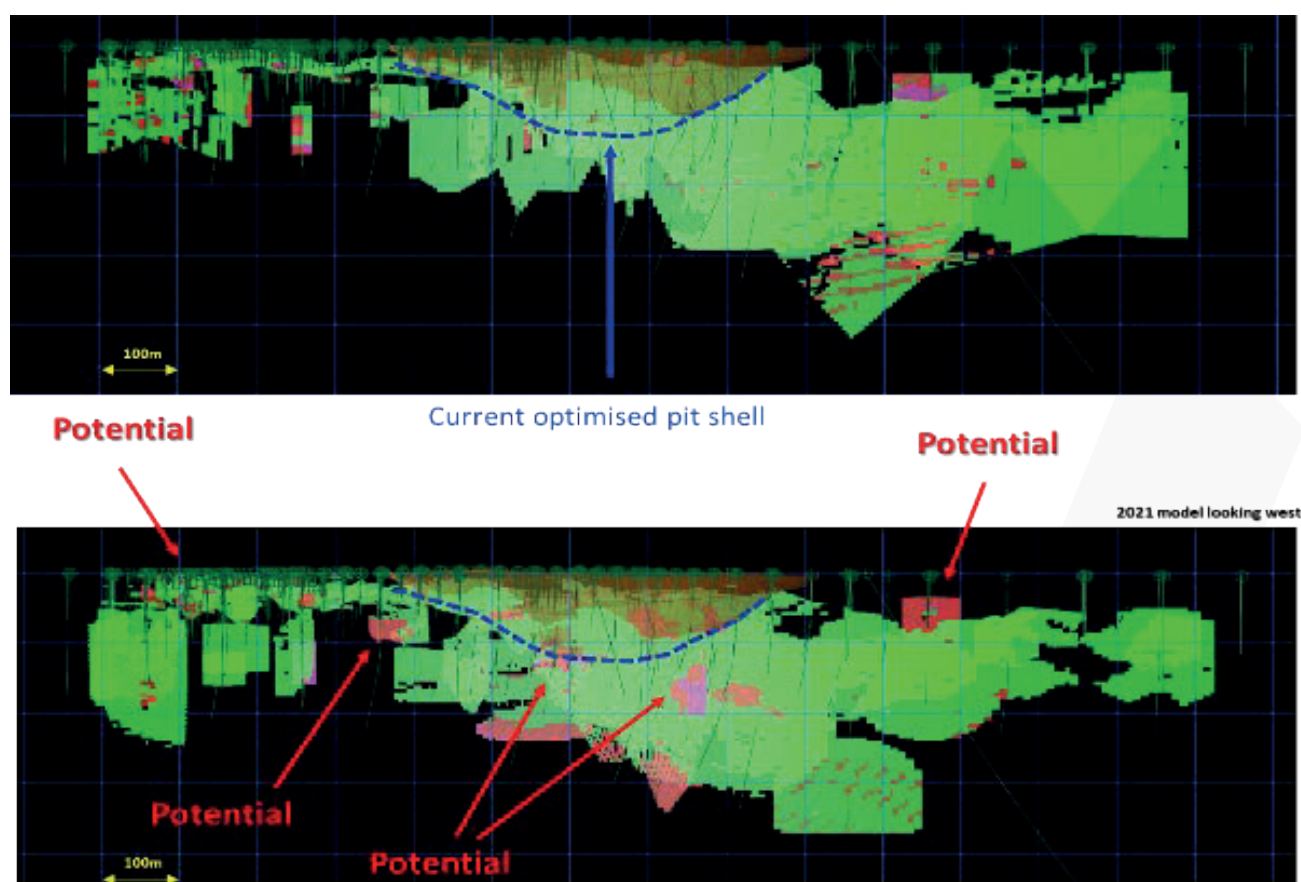 100m
Current optimised pit shell
Potential
Potential
2021 model looking west
Potential
Potential
100m